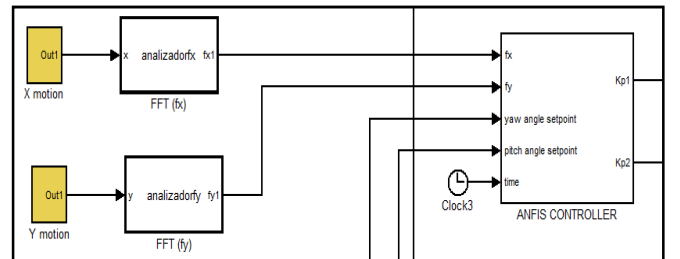 Out1
X motion
x analizadorfx fx1
FFT (fx)
Out1
Y motion
y analizadorfy fy1
FFT (fy)
fx
fy
yaw angle setpoint
pitch angle setpoint
time
Kp1
Kp2
Clock3
ANFIS CONTROLLER